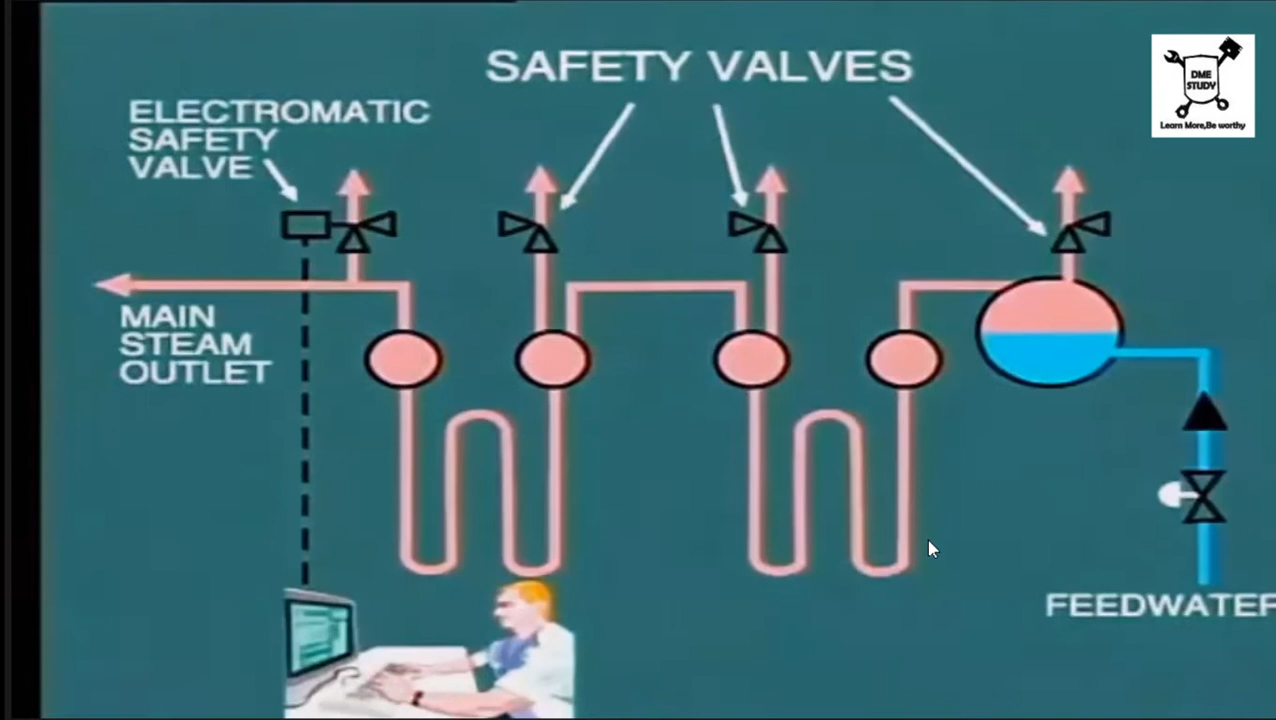 SAFETY VALVES
DME
STUDY
Learn More,Be worthy
ELECTROMATIC
SAFETY
VALVE
MAIN
STEAM
OUTLET
FEEDWATER